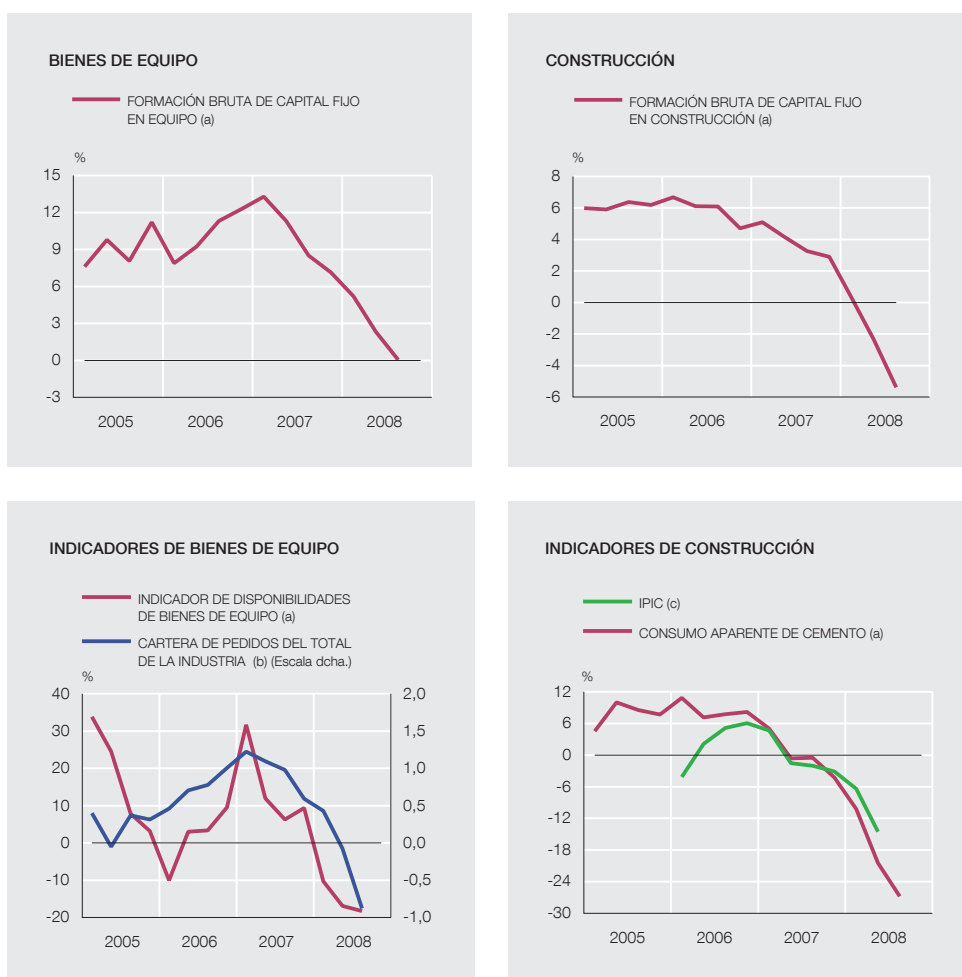 BIENES DE EQUIPO
FORMACIÓN BRUTA DE CAPITAL FIJO
EN EQUIPO (a)
%
15
12
9
6
3
0
-3
2005 2006 2007 2008
CONSTRUCCIÓN
FORMACIÓN BRUTA DE CAPITAL FIJO
EN CONSTRUCCIÓN (a)
%
8
6
4
2
0
-2
-4
-6
2005 2006 2007 2008
INDICADORES DE BIENES DE EQUIPO
INDICADOR DE DISPONIBILIDADES
DE BIENES DE EQUIPO (a)
CARTERA DE PEDIDOS DEL TOTAL
DE LA INDUSTRIA (b) (Escala dcha.)
%
40 2,0
30 1,5
20 1,0
10 0,5
0 0,0
-10 -0,5
-20 -1,0
2005 2006 2007 2008
INDICADORES DE CONSTRUCCIÓN
IPIC (c)
CONSUMO APARENTE DE CEMENTO (a)
%
12
6
0
-6
-12
-18
-24
-30
2005 2006 2007 2008